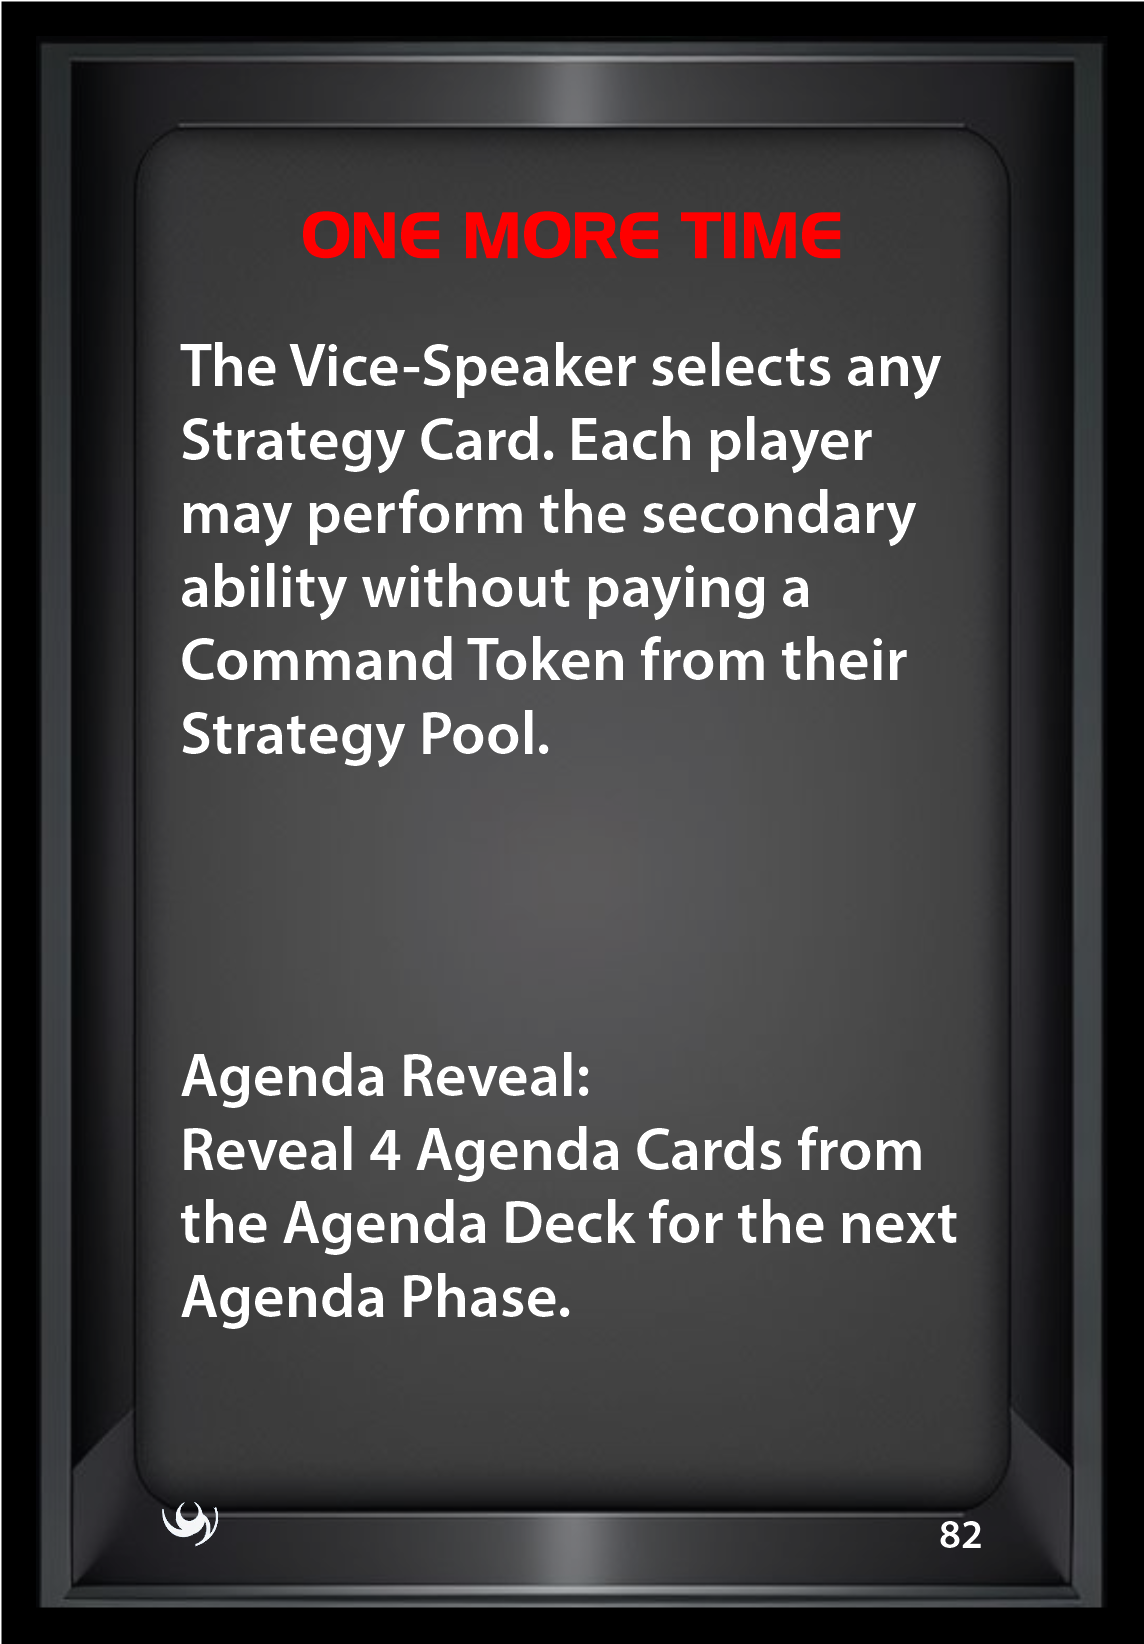 ONE MORE TIME
The Vice-Speaker selects any
Strategy Card. Each player
may perform the secondary
ability without paying a
Command Token from their
Strategy Pool.
Agenda Reveal:
Reveal 4 Agenda Cards from
the Agenda Deck for the next
Agenda Phase.
82